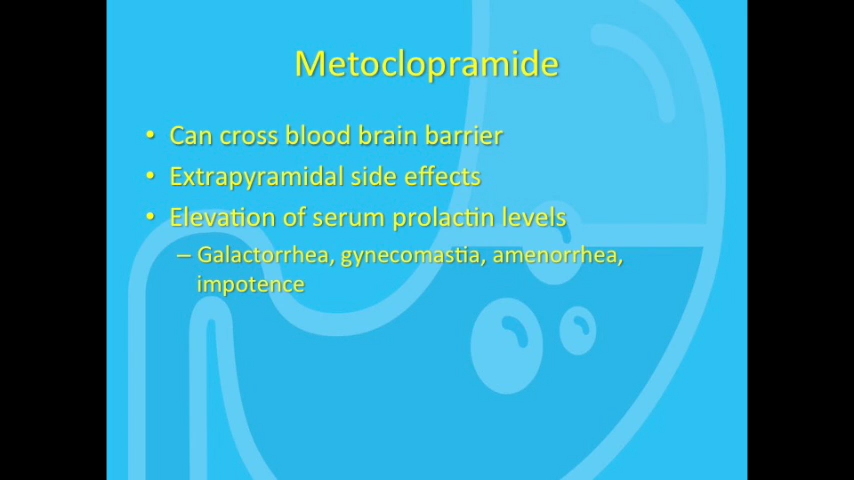 Metoclopramide
• Can cross blood brain barrier
• Extrapyramidal side effects
• Elevation of serum prolactin levels
– Galactorrhea, gynecomastia, amenorrhea,
impotence